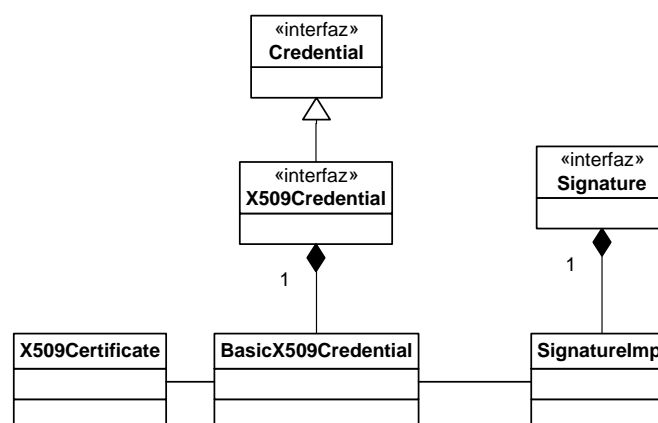 «interfaz»
Credential
«interfaz»
X509Credential
«interfaz»
Signature
1
1
X509Certificate
BasicX509Credential
SignatureImp